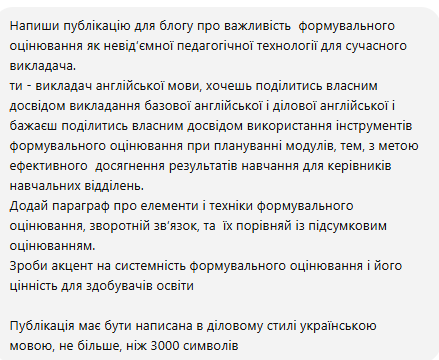 Напиши публікацію для блогу про важливість  формувального
оцінювання як невід’ємної педагогічної технології для сучасного
викладача.
ти - викладач англійської мови, хочешь поділитись власним
досвідом викладання базової англійської і ділової англійської і
бажаєш поділитись власним досвідом використання інструментів
формувального оцінювання при плануванні модулів, тем, з метою
ефективного  досягнення результатів навчання для керівників
навчальних відділень.
Додай параграф про елементи і техніки формувального
оцінювання, зворотній зв’язок, та  їх порівняй із підсумковим
оцінюванням.
Зроби акцент на системність формувального оцінювання і його
цінність для здобувачів освіти

Публікація має бути написана в діловому стилі українською
мовою, не більше, ніж 3000 символів